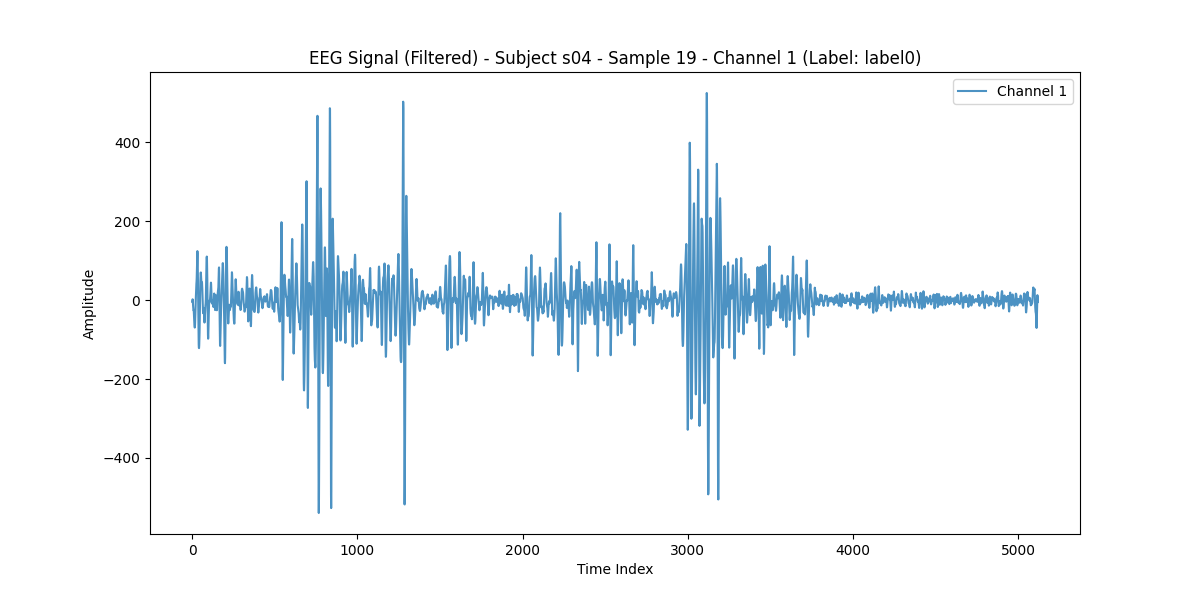 EEG Signal (Filtered) - Subject s04 - Sample 19 - Channel 1 (Label: label0)
Channel 1
400
200
0
−200
−400
Amplitude
0 1000 2000 3000 4000 5000
Time Index